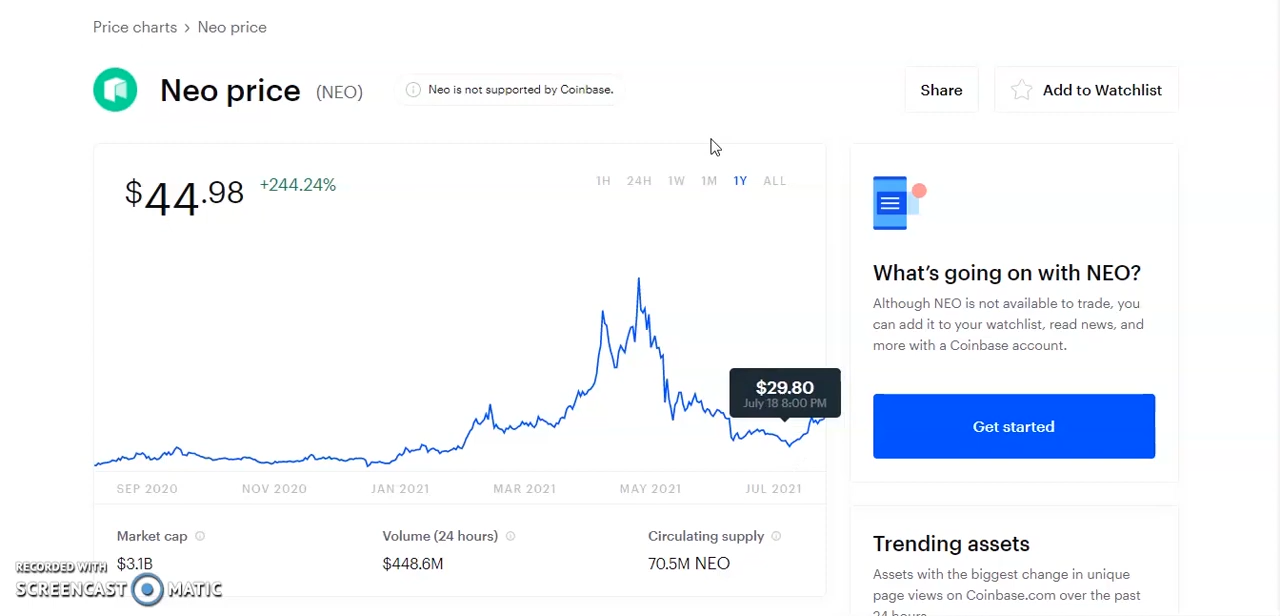 Price charts › Neo price
Neo price (NEO)
Neo is not supported by Coinbase.
Share
Add to Watchlist
$44.98 +244.24%
1H 24H 1W 1M 1Y ALL
$29.80
July 18 8:00 PM
SEP 2020 NOV 2020 JAN 2021 MAR 2021 MAY 2021 JUL 2021
Market cap
$3.1B
Volume (24 hours)
$448.6M
Circulating supply
70.5M NEO
What's going on with NEO?
Although NEO is not available to trade, you
can add it to your watchlist, read news, and
more with a Coinbase account.
Get started
Trending assets
Assets with the biggest change in unique
page views on Coinbase.com over the past
24 hours
RECORDED WITH
SCREENCAST MATIC